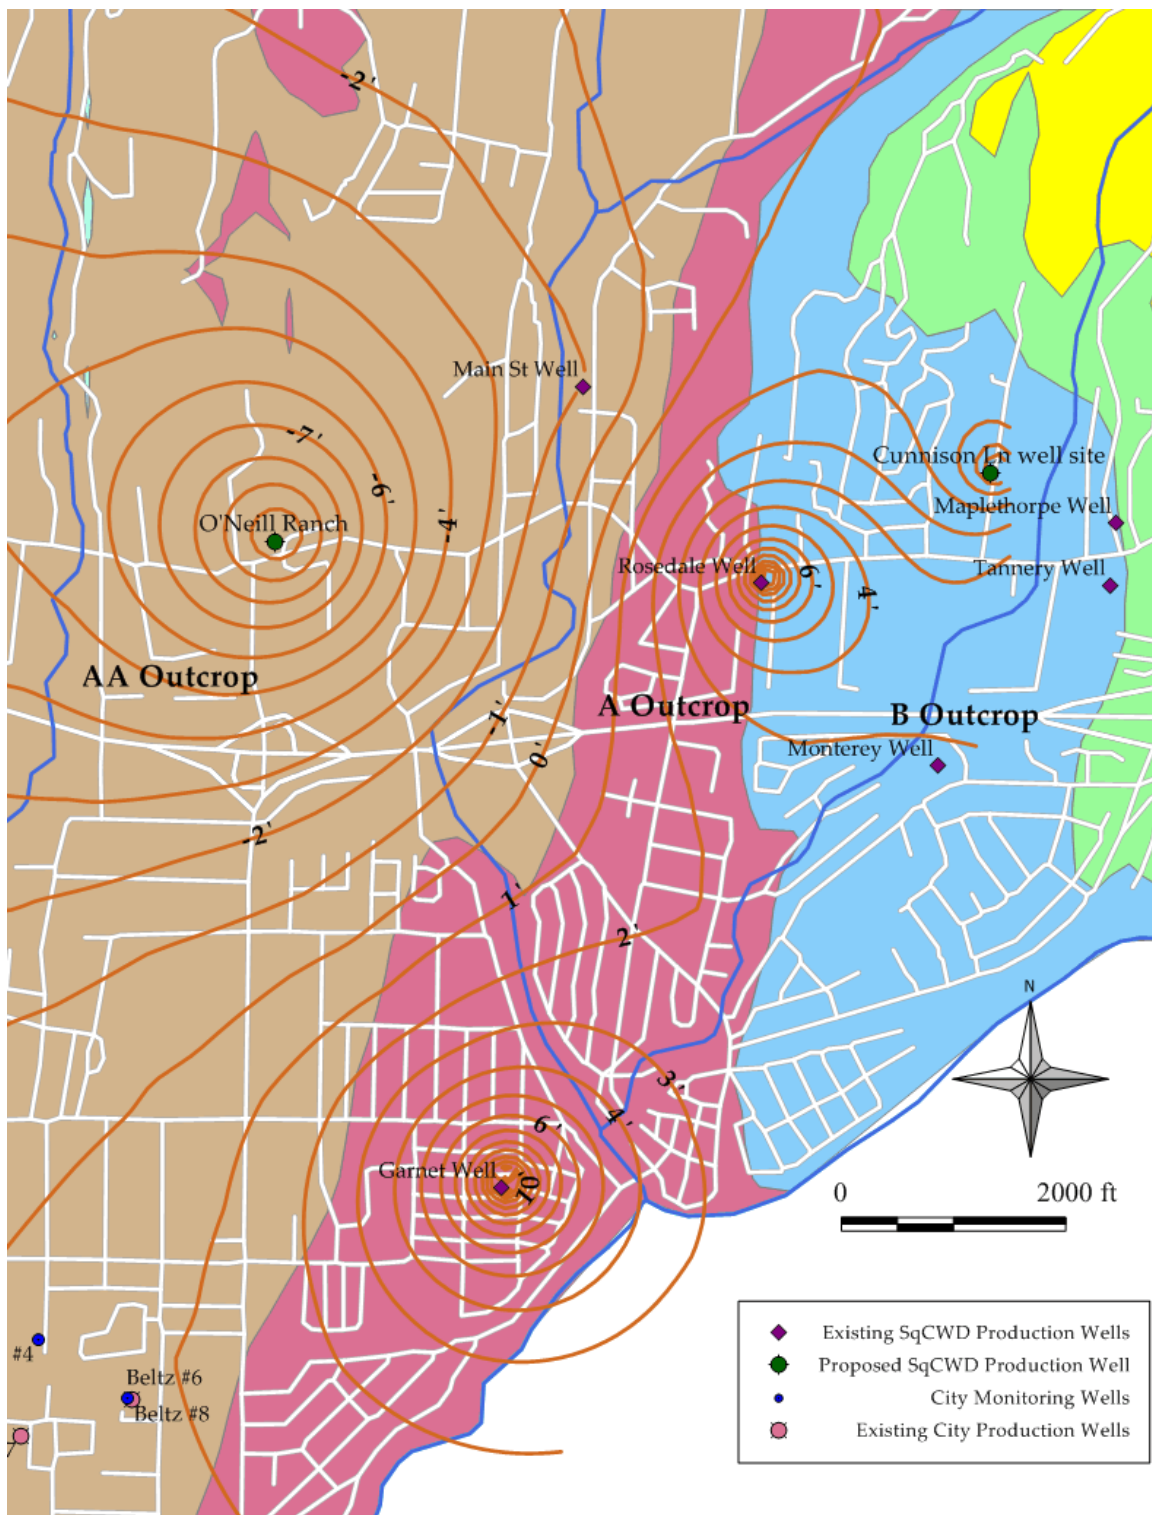 -2'
Main St Well
-7'
-6'
Cunnison Ln well site
-4'
O'Neill Ranch
Maplethorpe Well
Rosedale Well
6'
Tannery Well
4'
AA Outcrop
A Outcrop
-1'
B Outcrop
0'
Monterey Well
-2'
1'
2'
N
3'
4'
6'
Garnet Well
10'
0
2000 ft
#4
Beltz #6
Beltz #8
7
Existing SqCWD Production Wells
Proposed SqCWD Production Well
City Monitoring Wells
Existing City Production Wells